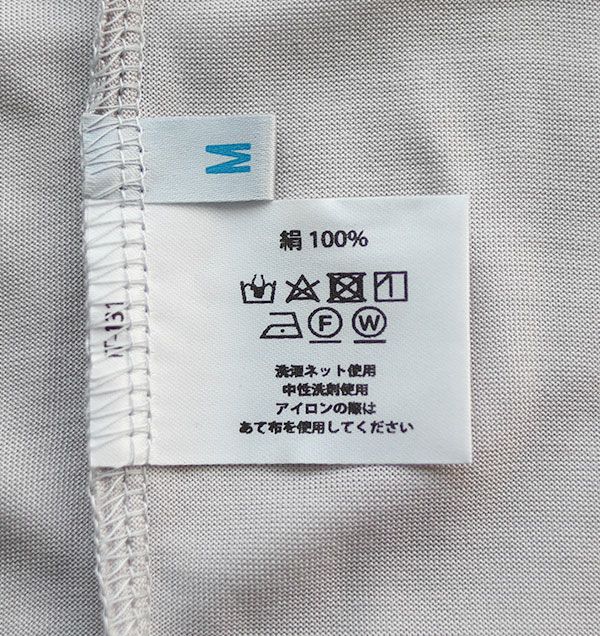 M
絹 100%
F W
洗濯ネット使用
中性洗剤使用
アイロンの際は
あて布を使用してください